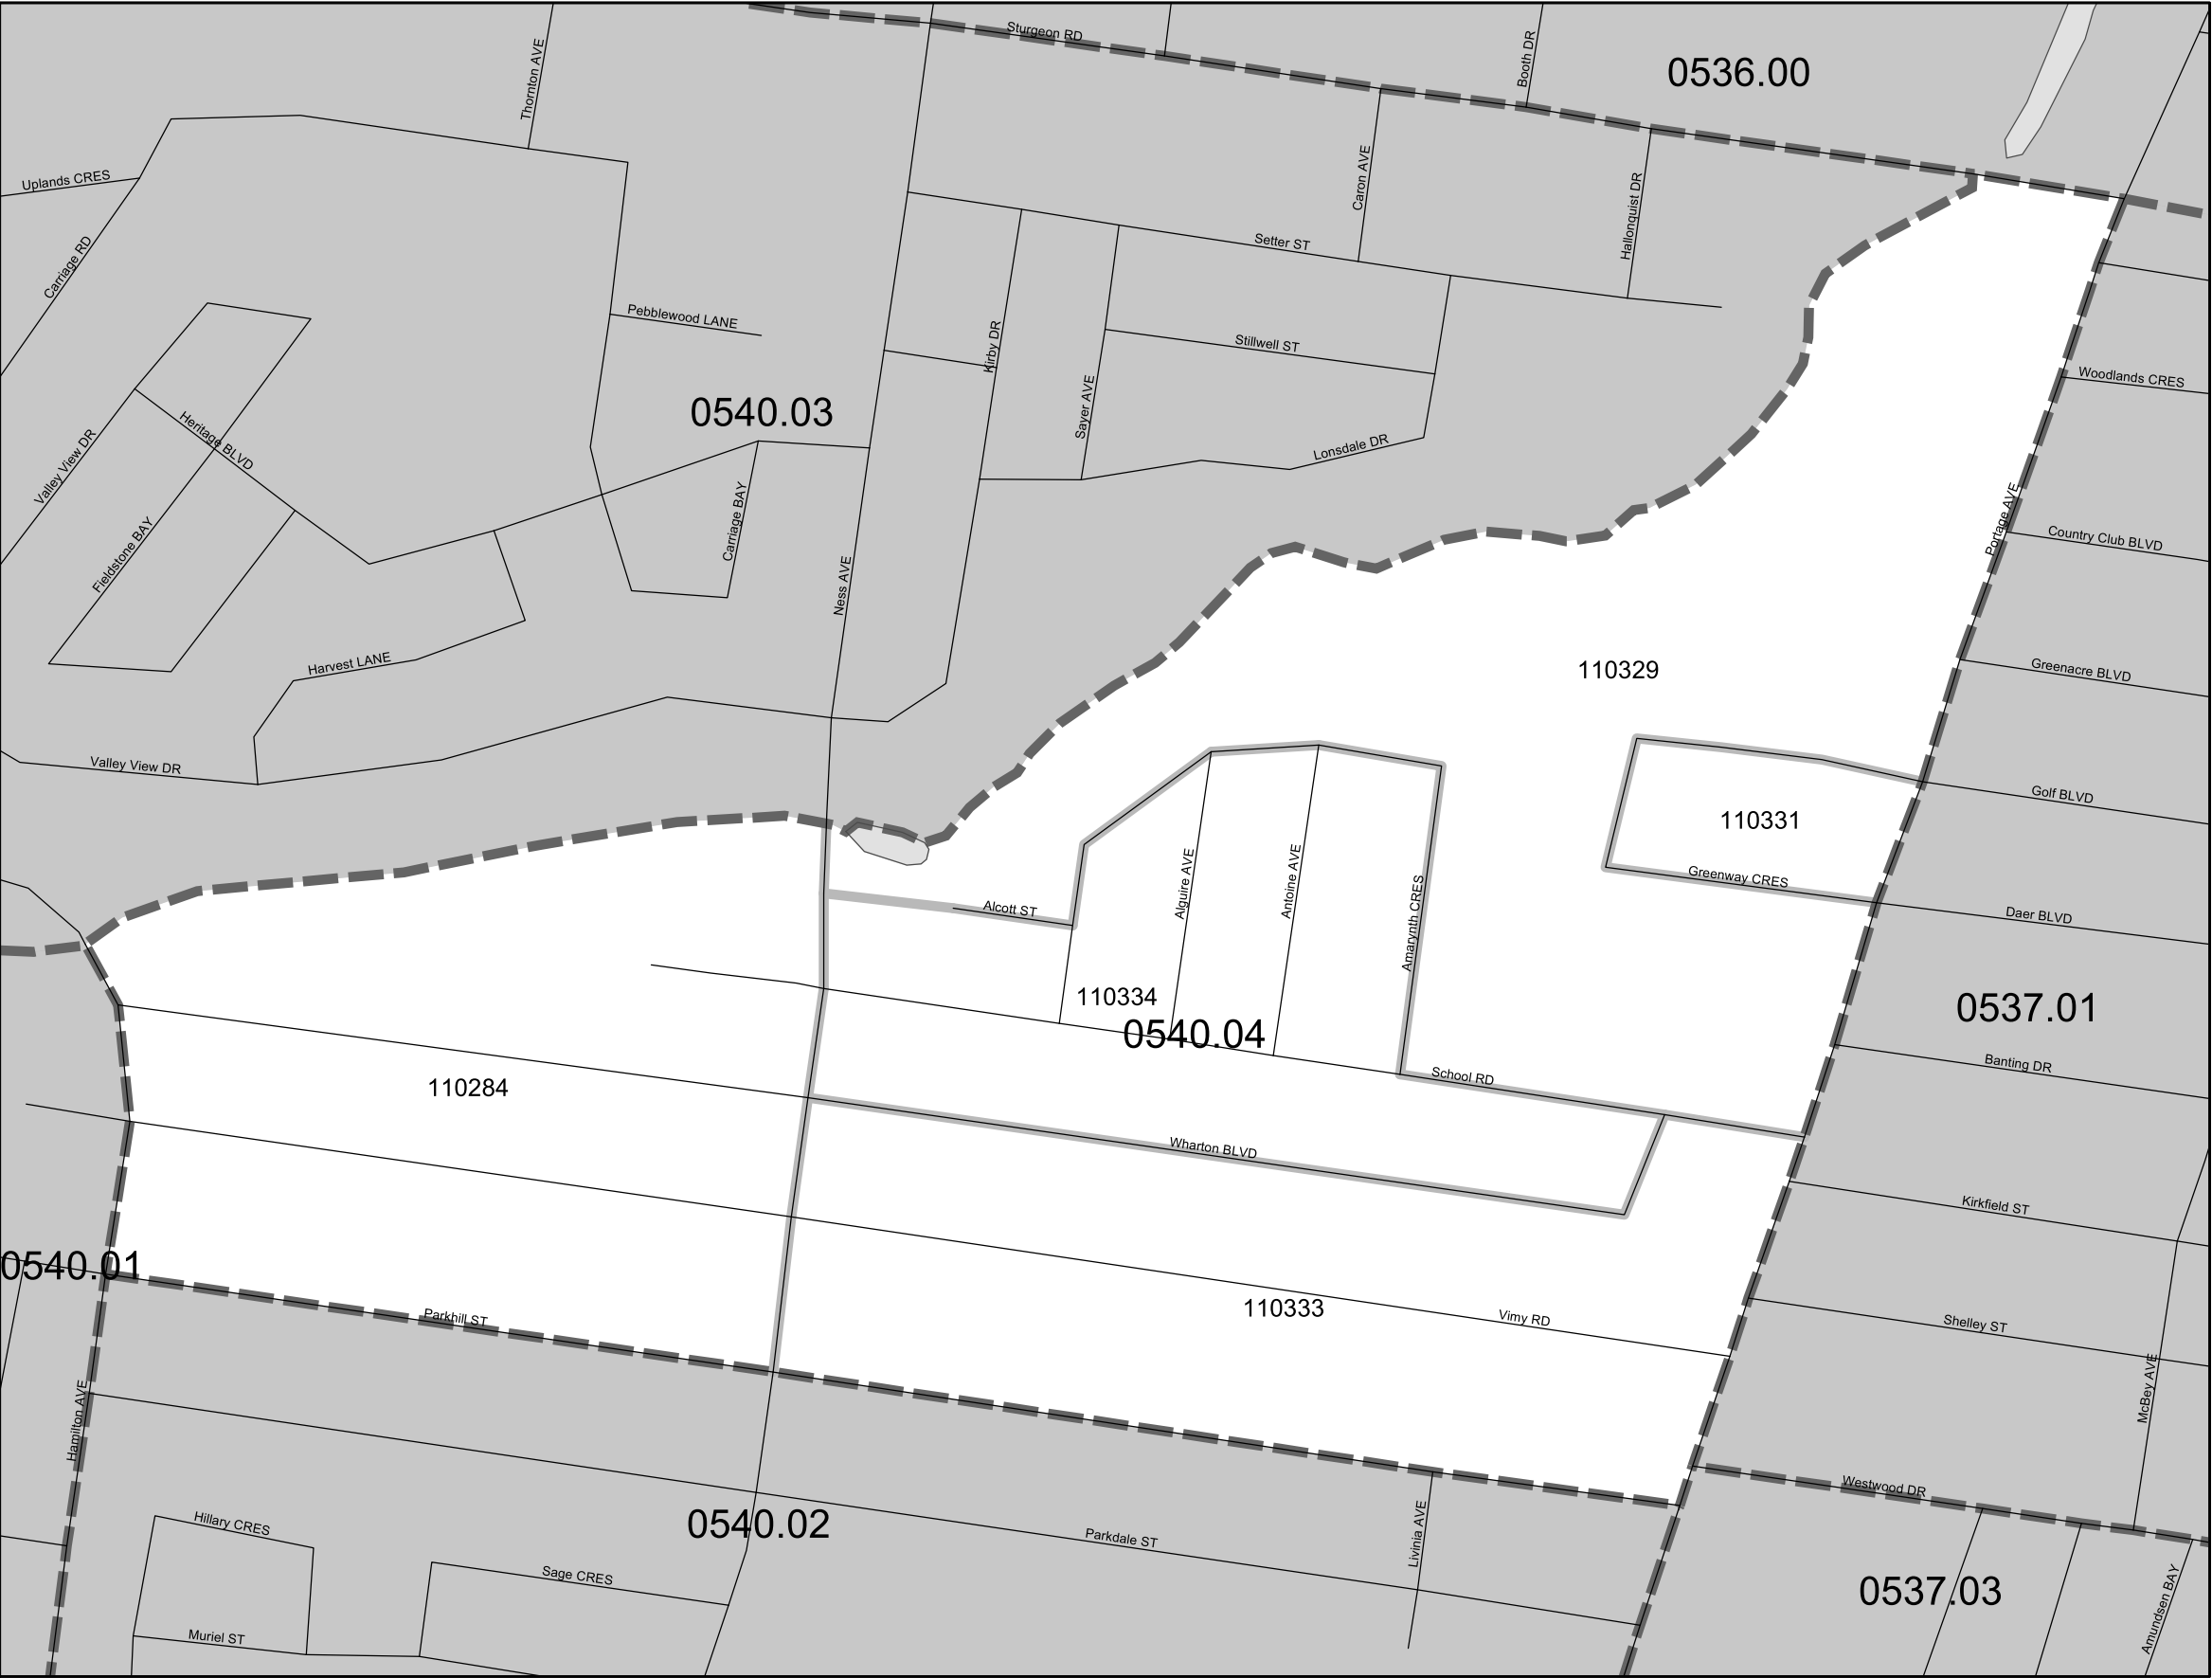 Sturgeon RD
Thornton AVE
Booth DR
0536.00
Uplands CRES
Caron AVE
Hallonquist DR
Carriage RD
Setter ST
Pebblewood LANE
Kirby DR
Stillwell ST
Woodlands CRES
0540.03
Sayer AVE
Heritage BLVD
Valley View DR
Lonsdale DR
Carriage BAY
Portage AVE
Country Club BLVD
Fieldstone BAY
Ness AVE
Harvest LANE
110329
Greenacre BLVD
Valley View DR
Golf BLVD
110331
Greenway CRES
Alguire AVE
Antoine AVE
Amarynth CRES
Alcott ST
Daer BLVD
110334
0540.04
0537.01
School RD
Banting DR
110284
Wharton BLVD
Kirkfield ST
0540.01
Parkhill ST
110333
Vimy RD
Shelley ST
Hamilton AVE
McBey AVE
Westwood DR
Hillary CRES
0540.02
Livinia AVE
Parkdale ST
Sage CRES
0537.03
Amundsen BAY
Muriel ST